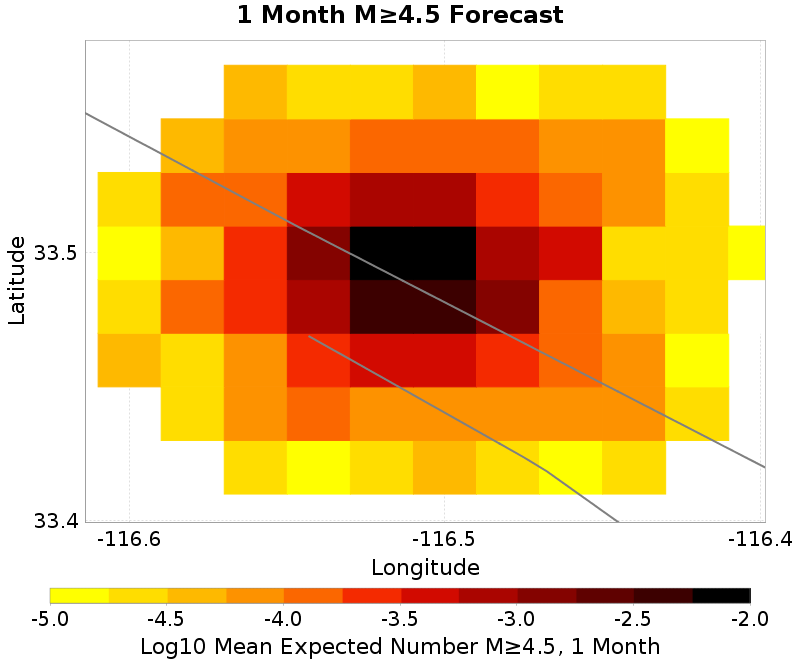 1 Month M≥4.5 Forecast
Latitude
33.5
33.4
-116.6 -116.5 -116.4
Longitude
-5.0 -4.5 -4.0 -3.5 -3.0 -2.5 -2.0
Log10 Mean Expected Number M≥4.5, 1 Month